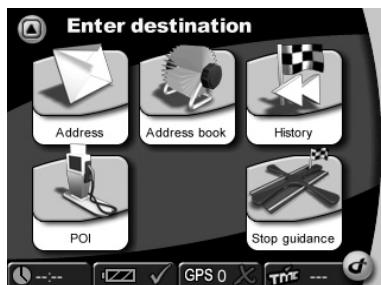 Enter destination
Address
Address book
History
POI
Stop guidance
--:--
GPS 0
TMC ---